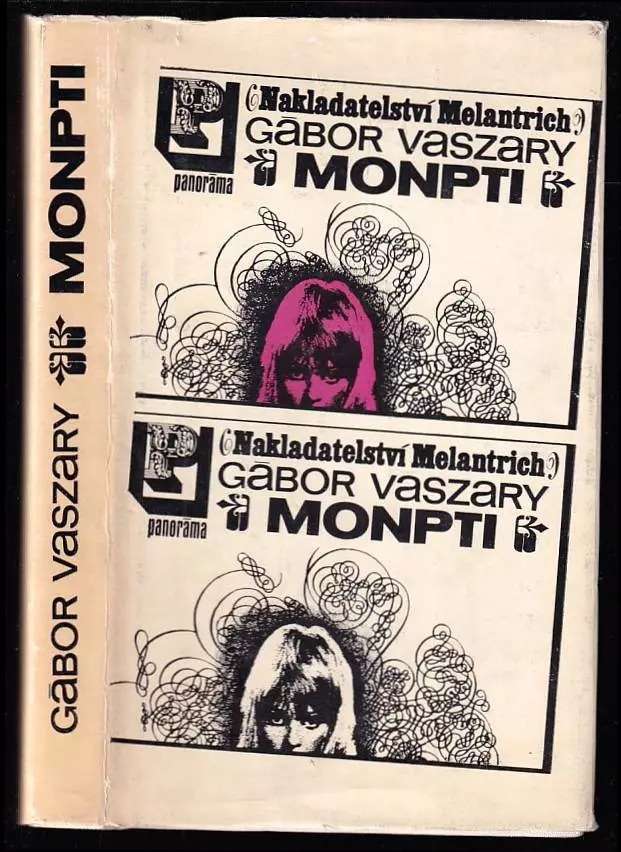 GÁBOR VASZARY MONPTI
P
panoráma
(Nakladatelství Melantrich)
GÁBOR VASZARY
MONPTI
P
panoráma
(Nakladatelství Melantrich)
GÁBOR VASZARY
MONPTI